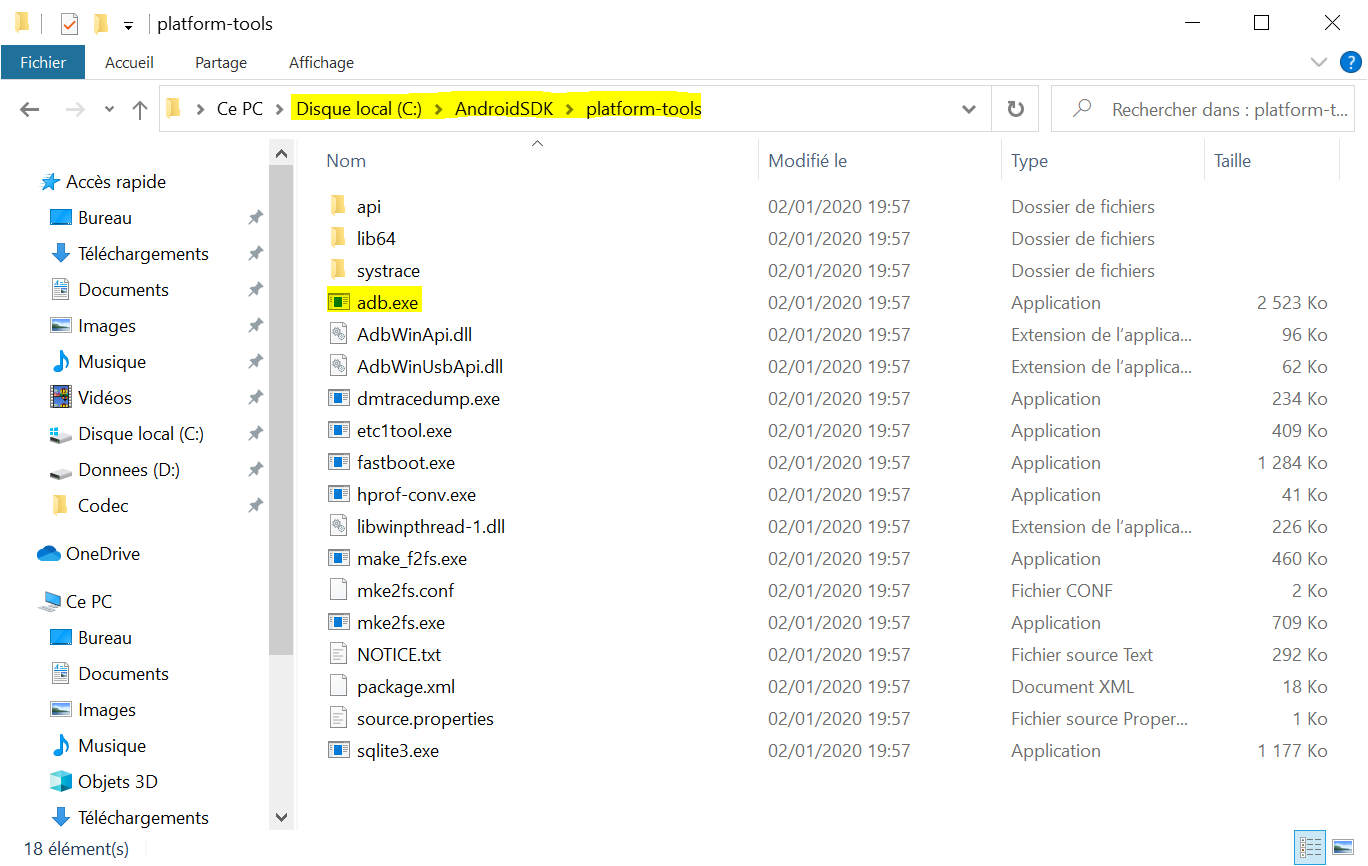 platform-tools
Fichier Accueil Partage Affichage ?
Ce PC Disque local (C:) AndroidSDK platform-tools Rechercher dans : platform-t...
Nom Modifié le Type Taille
Accès rapide
Bureau
Téléchargements
Documents
Images
Musique
Vidéos
Disque local (C:)
Donnees (D:)
Codec
OneDrive
Ce PC
Bureau
Documents
Images
Musique
Objets 3D
Téléchargements
api 02/01/2020 19:57 Dossier de fichiers
lib64 02/01/2020 19:57 Dossier de fichiers
systrace 02/01/2020 19:57 Dossier de fichiers
adb.exe 02/01/2020 19:57 Application 2 523 Ko
AdbWinApi.dll 02/01/2020 19:57 Extension de l'applica... 96 Ko
AdbWinUsbApi.dll 02/01/2020 19:57 Extension de l'applica... 62 Ko
dmtracedump.exe 02/01/2020 19:57 Application 234 Ko
etc1tool.exe 02/01/2020 19:57 Application 409 Ko
fastboot.exe 02/01/2020 19:57 Application 1 284 Ko
hprof-conv.exe 02/01/2020 19:57 Application 41 Ko
libwinpthread-1.dll 02/01/2020 19:57 Extension de l'applica... 226 Ko
make_f2fs.exe 02/01/2020 19:57 Application 460 Ko
mke2fs.conf 02/01/2020 19:57 Fichier CONF 2 Ko
mke2fs.exe 02/01/2020 19:57 Application 709 Ko
NOTICE.txt 02/01/2020 19:57 Fichier source Text 292 Ko
package.xml 02/01/2020 19:57 Document XML 18 Ko
source.properties 02/01/2020 19:57 Fichier source Proper... 1 Ko
sqlite3.exe 02/01/2020 19:57 Application 1 177 Ko
18 élément(s)